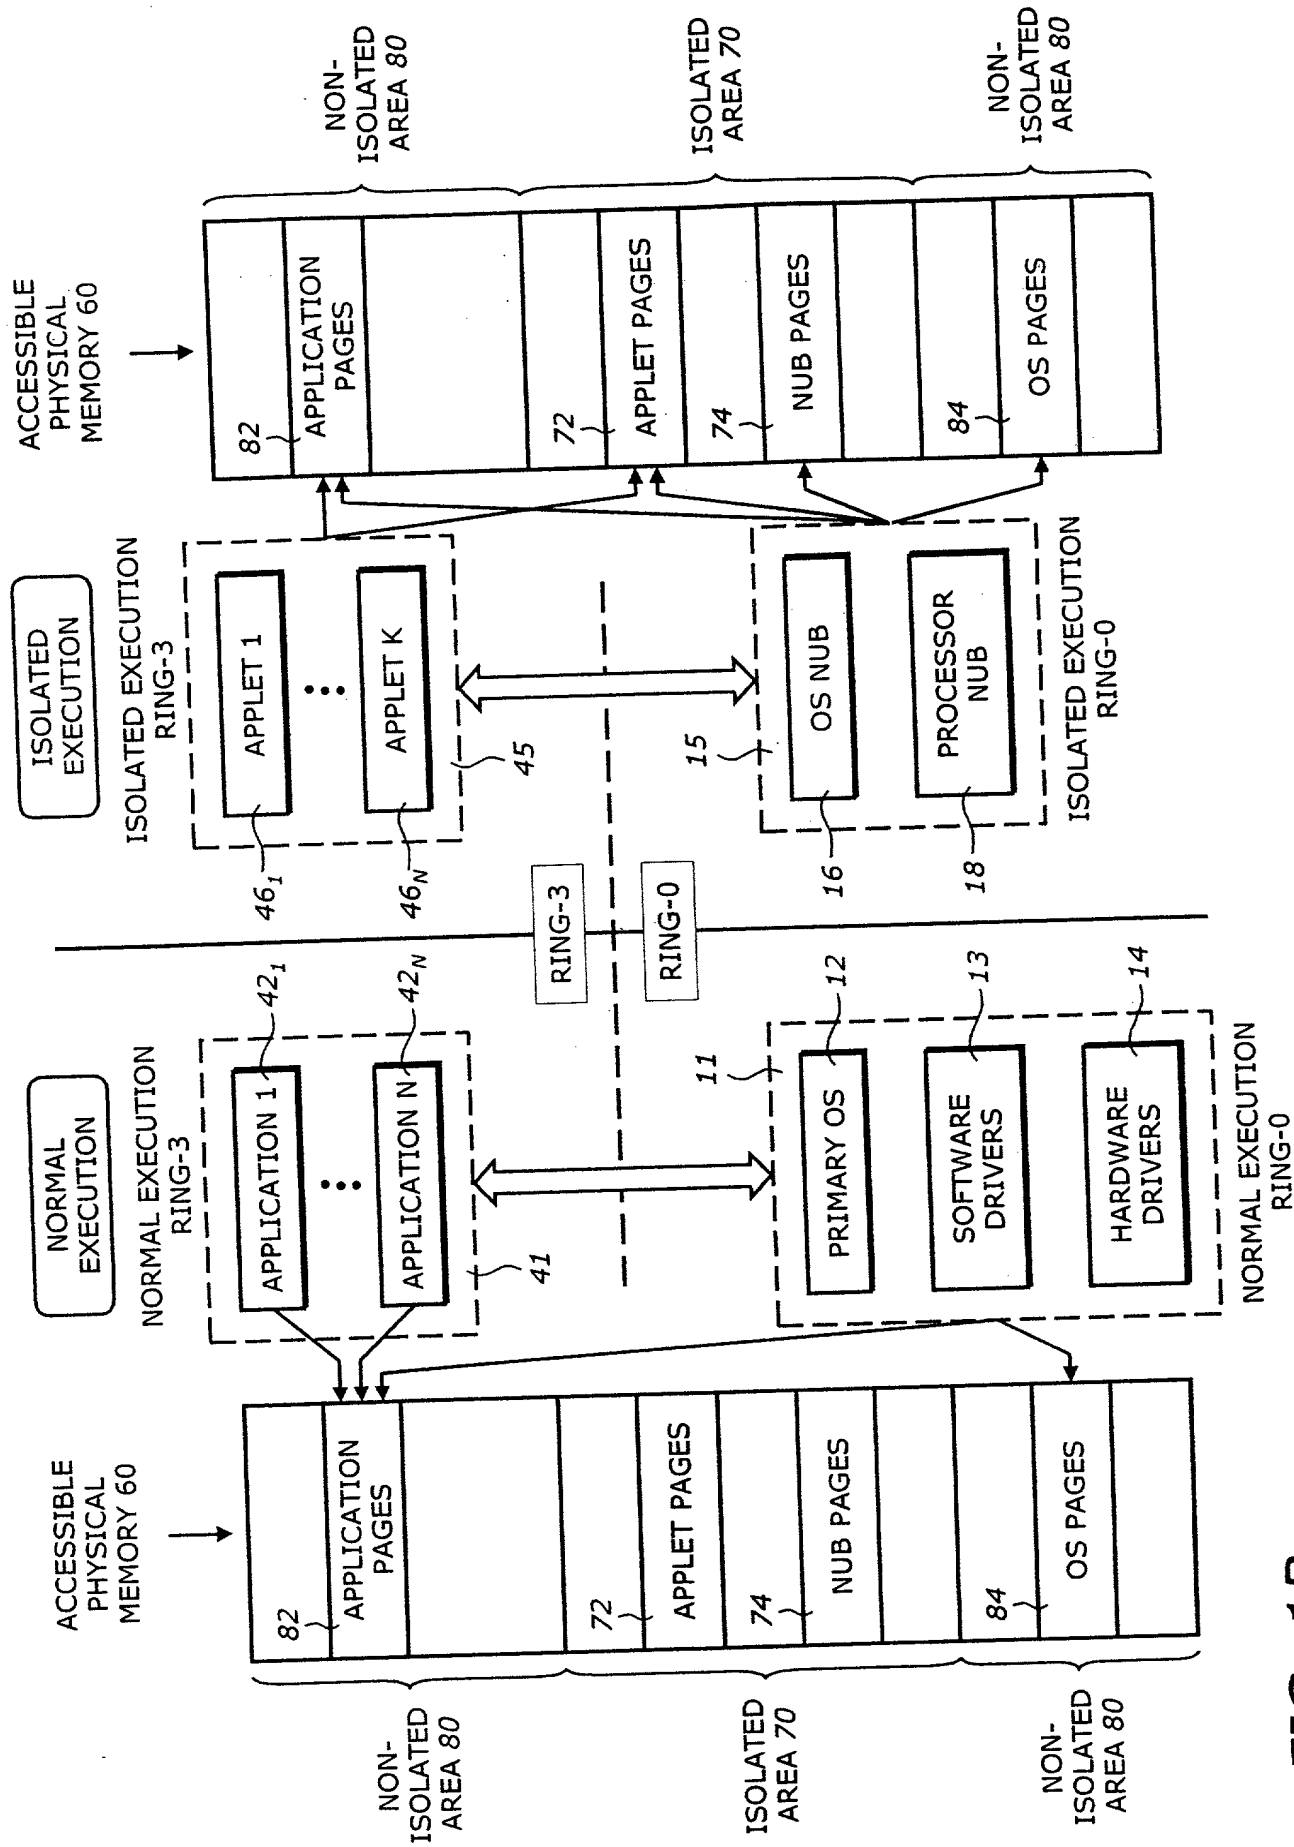 ACCESSIBLE
PHYSICAL
MEMORY 60
NON-
ISOLATED
AREA 80
ISOLATED
AREA 70
NON-
ISOLATED
AREA 80
82
APPLICATION
PAGES
72
APPLET PAGES
74
NUB PAGES
84
OS PAGES
NORMAL
EXECUTION
NORMAL EXECUTION
RING-3
APPLICATION 1
42₁
APPLICATION N
42_N
41
11
PRIMARY OS
12
SOFTWARE
DRIVERS
13
HARDWARE
DRIVERS
14
NORMAL EXECUTION
RING-0
RING-3
RING-0
ISOLATED
EXECUTION
ISOLATED EXECUTION
RING-3
APPLET 1
46₁
APPLET K
46_N
45
15
OS NUB
16
PROCESSOR
NUB
18
ISOLATED EXECUTION
RING-0
ACCESSIBLE
PHYSICAL
MEMORY 60
82
APPLICATION
PAGES
72
APPLET PAGES
74
NUB PAGES
84
OS PAGES
NON-
ISOLATED
AREA 80
ISOLATED
AREA 70
NON-
ISOLATED
AREA 80